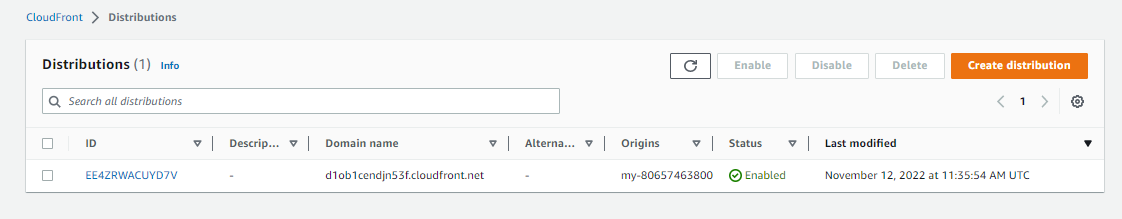 CloudFront > Distributions
Distributions (1) Info Enable Disable Delete Create distribution
Search all distributions 1
ID Descrip... Domain name Alterna... Origins Status Last modified
EE4ZRWACUYD7V - d1ob1cendjn53f.cloudfront.net - my-80657463800 Enabled November 12, 2022 at 11:35:54 AM UTC